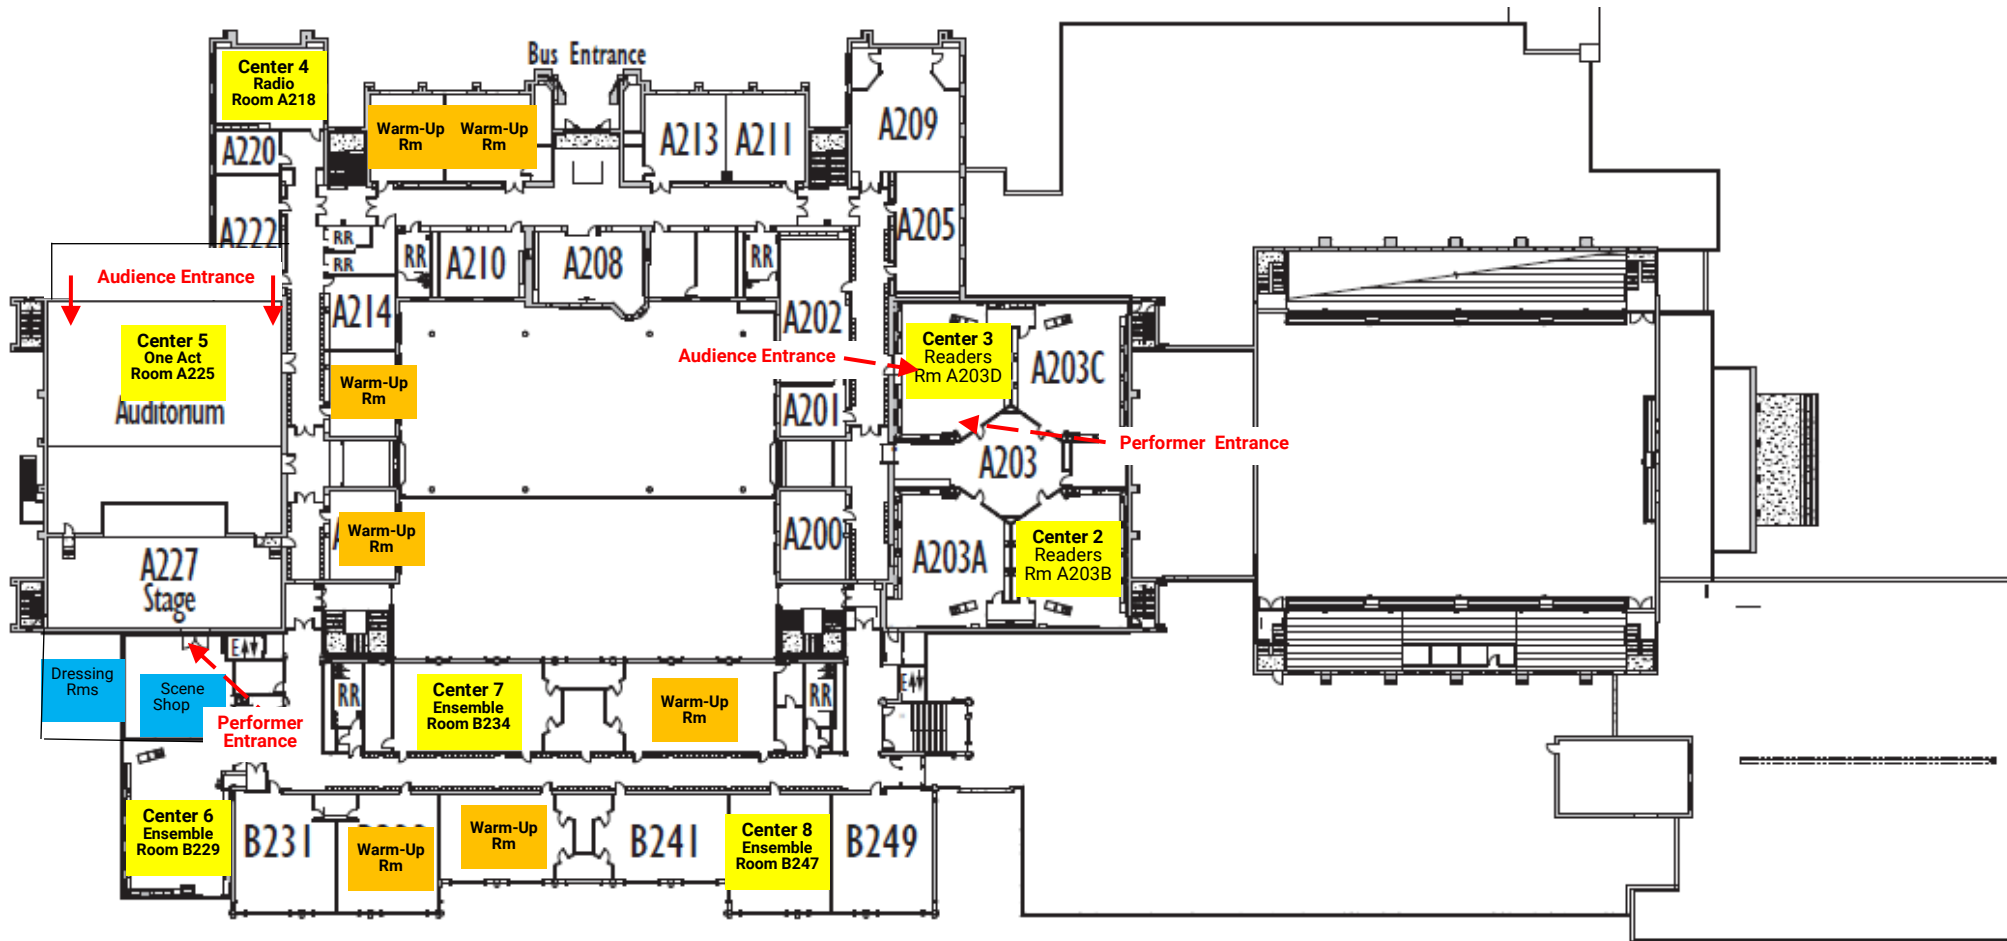 Bus Entrance
Center 4
Radio
Room A218
Warm-Up
Rm
Warm-Up
Rm
A213
A211
A209
A220
A222
RR
RR
RR
A210
A208
RR
A205
Audience Entrance
A214
A202
Center 5
One Act
Room A225
Auditorium
Audience Entrance
Center 3
Readers
Rm A203D
A203C
Warm-Up
Rm
A201
Performer Entrance
A203
Warm-Up
Rm
A200
A203A
Center 2
Readers
Rm A203B
A227
Stage
E
Dressing
Rms
Scene
Shop
Performer
Entrance
RR
Center 7
Ensemble
Room B234
Warm-Up
Rm
RR
E
Center 6
Ensemble
Room B229
B231
Warm-Up
Rm
Warm-Up
Rm
B241
Center 8
Ensemble
Room B247
B249